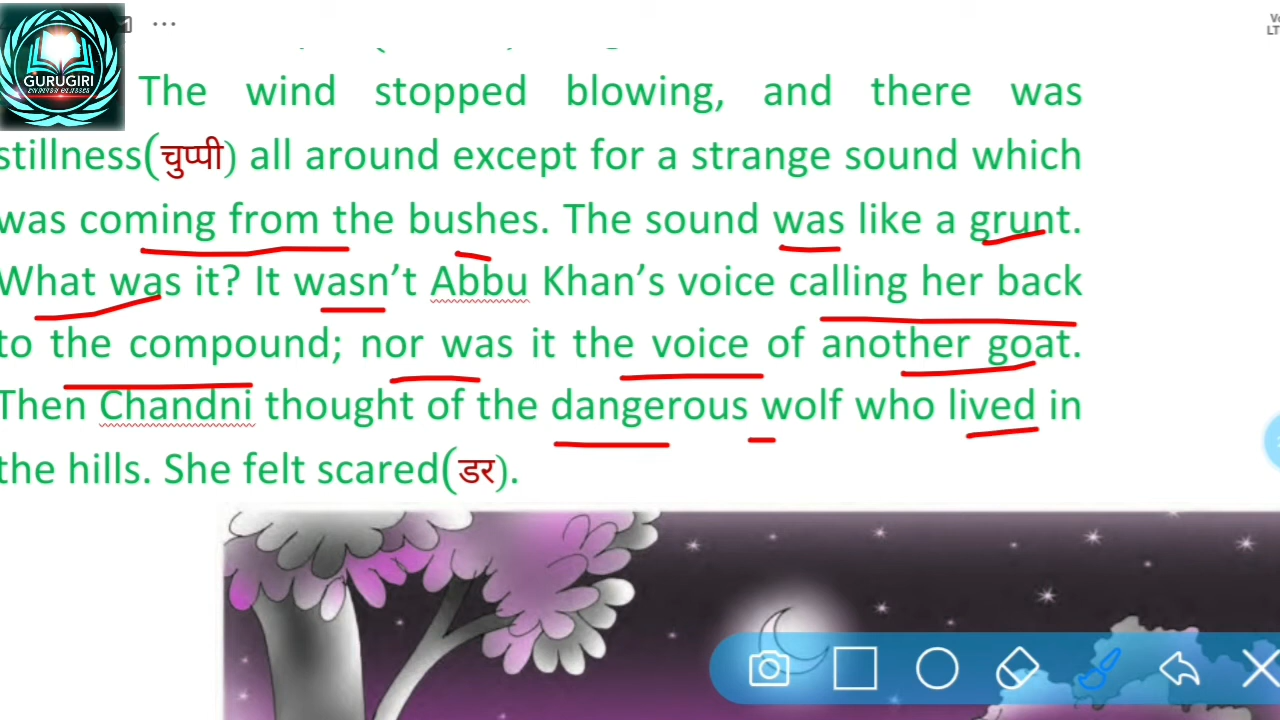 GURUGIRI
The wind stopped blowing, and there was
stillness(चुप्पी) all around except for a strange sound which
was coming from the bushes. The sound was like a grunt.
What was it? It wasn’t Abbu Khan’s voice calling her back
to the compound; nor was it the voice of another goat.
Then Chandni thought of the dangerous wolf who lived in
the hills. She felt scared(डर).